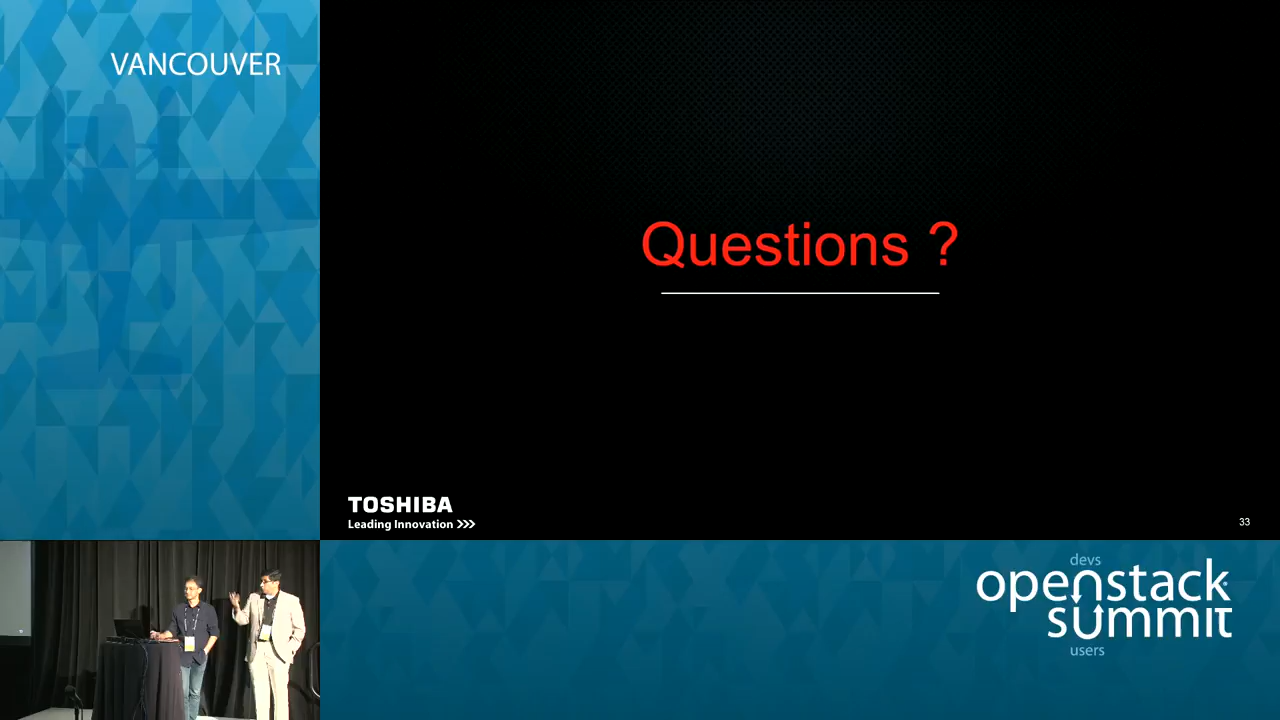 VANCOUVER
Questions ?
TOSHIBA
Leading Innovation >>>
33
devs
openstack
summit
users